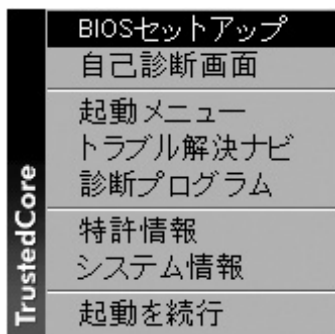 BIOSセットアップ
自己診断画面
起動メニュー
トラブル解決ナビ
診断プログラム
特許情報
システム情報
起動を続行
TrustedCore